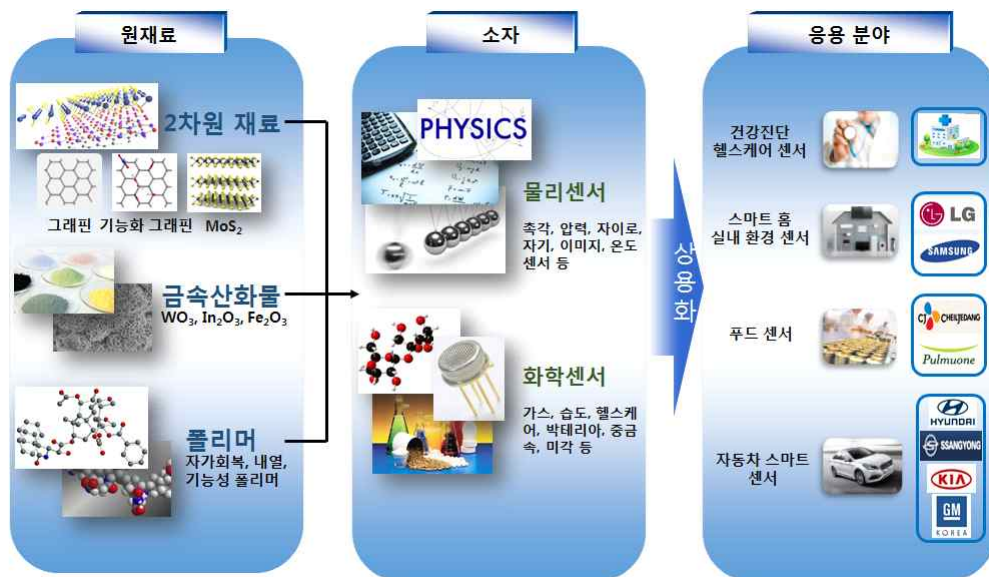 원재료
2차원 재료
그래핀 기능화 그래핀 MoS₂
금속산화물
WO₃, In₂O₃, Fe₂O₃
폴리머
자가회복, 내열,
기능성 폴리머
소자
PHYSICS
물리센서
촉각, 압력, 자이로,
자기, 이미지, 온도
센서 등
화학센서
가스, 습도, 헬스케
어, 박테리아, 중금
속, 미각 등
상용화
응용 분야
건강진단
헬스케어 센서
스마트 홈
실내 환경 센서
LG
SAMSUNG
푸드 센서
CJ CHEILJEDANG
Pulmuone
자동차 스마트
센서
HYUNDAI
SSANGYONG
KIA
GM
KOREA